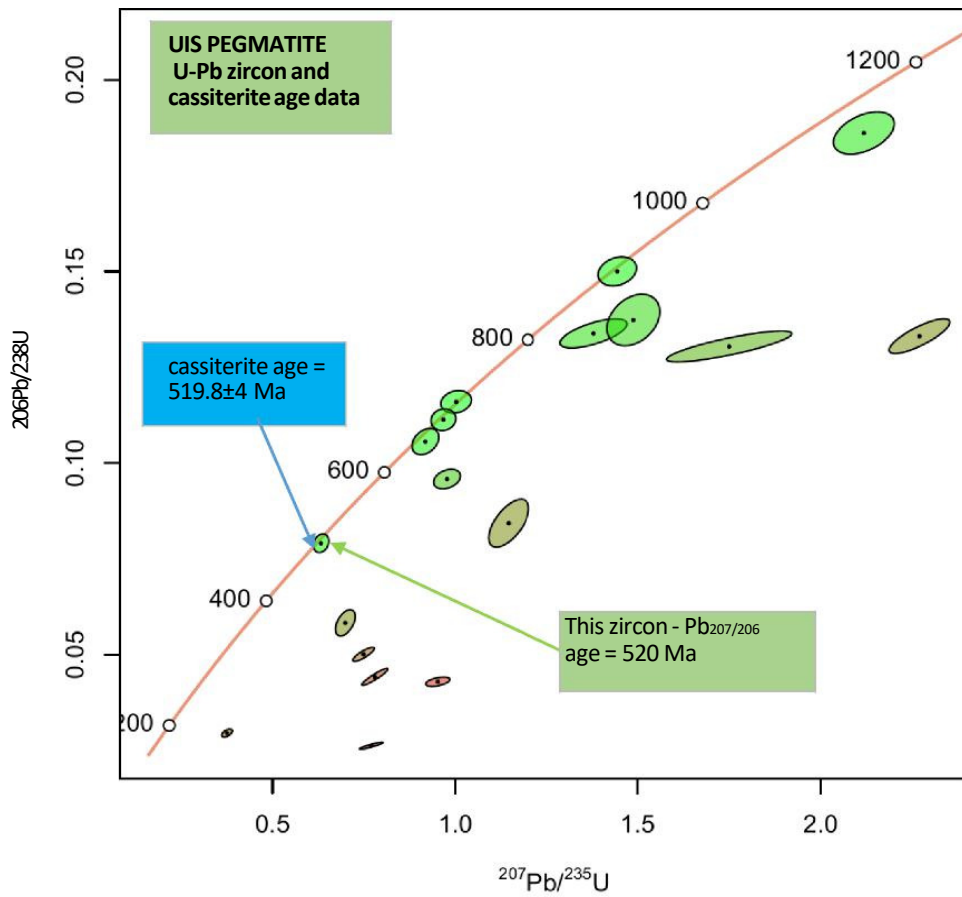 UIS PEGMATITE
U-Pb zircon and
cassiterite age data
cassiterite age =
519.8±4 Ma
This zircon - Pb207/206
age = 520 Ma
1200
1000
800
600
400
200
206Pb/238U
0.20
0.15
0.10
0.05
0.5 1.0 1.5 2.0
²⁰⁷Pb/²³⁵U